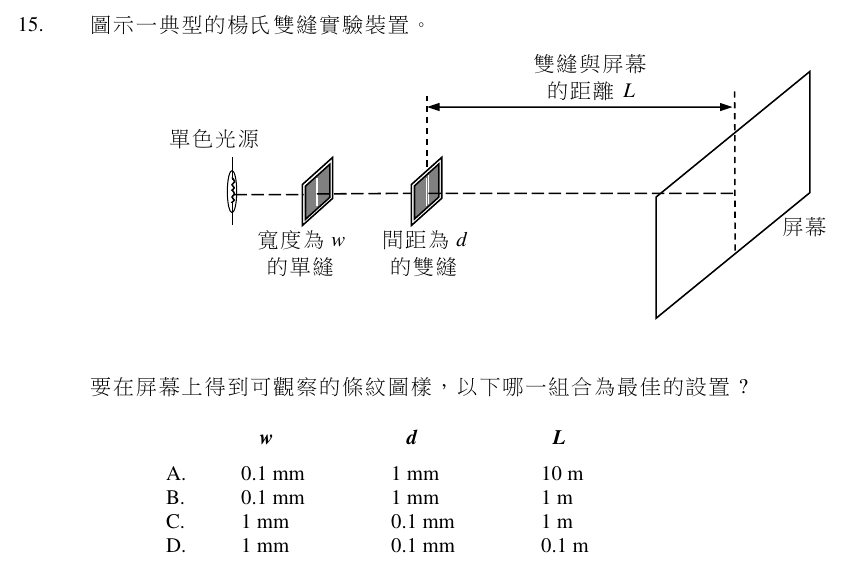 15. 圖示一典型的楊氏雙縫實驗裝置。
雙縫與屏幕
的距離 L
單色光源
寬度為 w
的單縫
間距為 d
的雙縫
屏幕
要在屏幕上得到可觀察的條紋圖樣，以下哪一組合為最佳的設置？
w d L
A. 0.1 mm 1 mm 10 m
B. 0.1 mm 1 mm 1 m
C. 1 mm 0.1 mm 1 m
D. 1 mm 0.1 mm 0.1 m